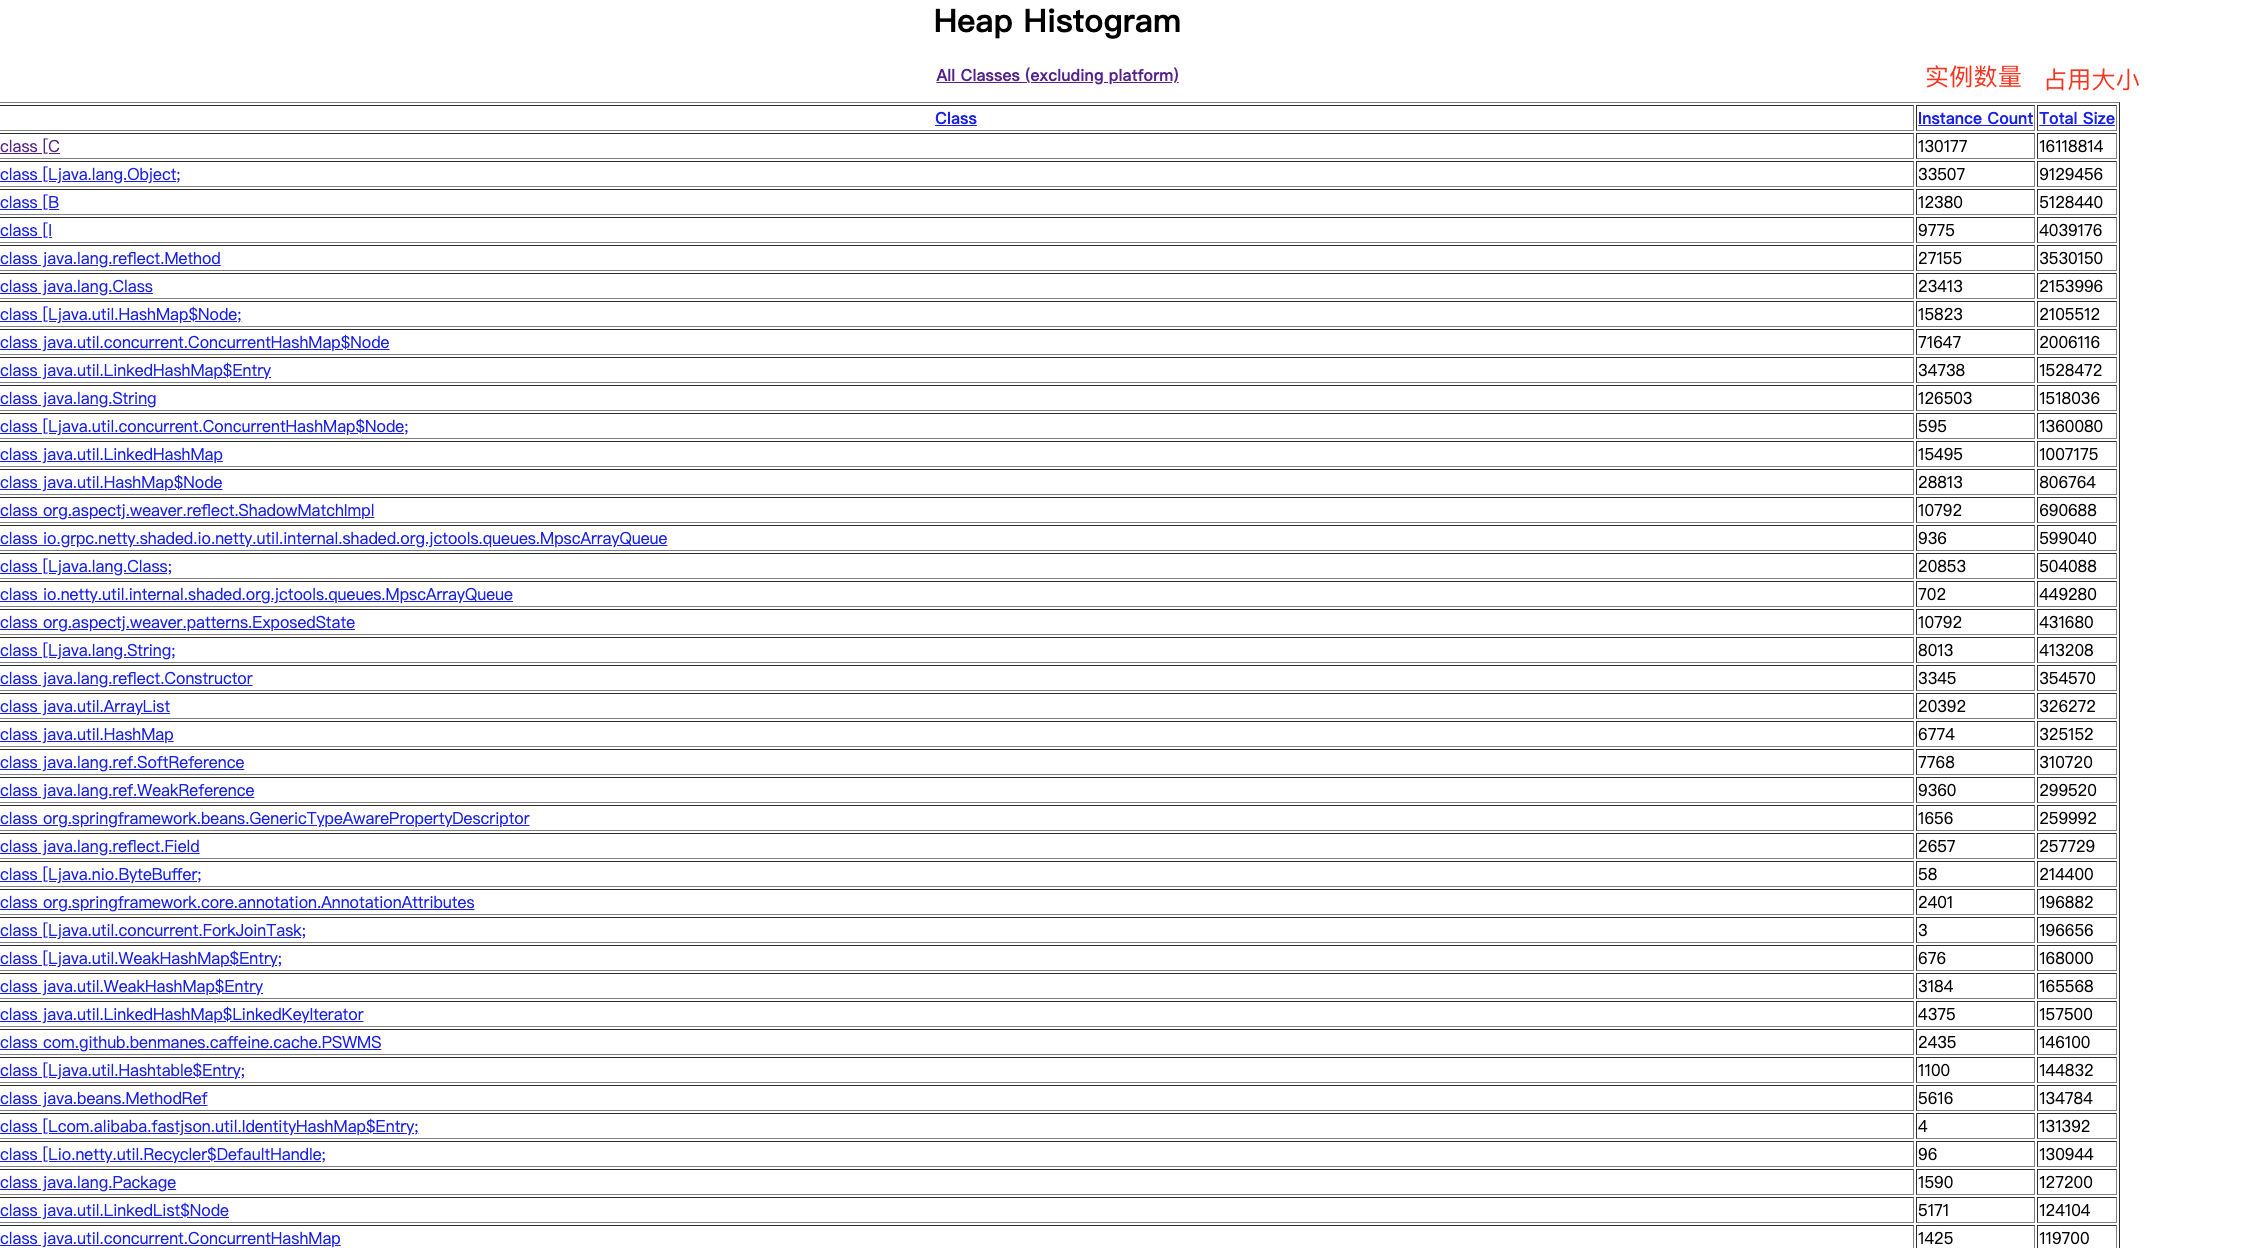 Heap Histogram
All Classes (excluding platform)
实例数量 占用大小
Class Instance Count Total Size
class [C 130177 16118814
class [Ljava.lang.Object; 33507 9129456
class [B 12380 5128440
class [I 9775 4039176
class java.lang.reflect.Method 27155 3530150
class java.lang.Class 23413 2153996
class [Ljava.util.HashMap$Node; 15823 2105512
class java.util.concurrent.ConcurrentHashMap$Node 71647 2006116
class java.util.LinkedHashMap$Entry 34738 1528472
class java.lang.String 126503 1518036
class [Ljava.util.concurrent.ConcurrentHashMap$Node; 595 1360080
class java.util.LinkedHashMap 15495 1007175
class java.util.HashMap$Node 28813 806764
class org.aspectj.weaver.reflect.ShadowMatchImpl 10792 690688
class io.grpc.netty.shaded.io.netty.util.internal.shaded.org.jctools.queues.MpscArrayQueue 936 599040
class [Ljava.lang.Class; 20853 504088
class io.netty.util.internal.shaded.org.jctools.queues.MpscArrayQueue 702 449280
class org.aspectj.weaver.patterns.ExposedState 10792 431680
class [Ljava.lang.String; 8013 413208
class java.lang.reflect.Constructor 3345 354570
class java.util.ArrayList 20392 326272
class java.util.HashMap 6774 325152
class java.lang.ref.SoftReference 7768 310720
class java.lang.ref.WeakReference 9360 299520
class org.springframework.beans.GenericTypeAwarePropertyDescriptor 1656 259992
class java.lang.reflect.Field 2657 257729
class [Ljava.nio.ByteBuffer; 58 214400
class org.springframework.core.annotation.AnnotationAttributes 2401 196882
class [Ljava.util.concurrent.ForkJoinTask; 3 196656
class [Ljava.util.WeakHashMap$Entry; 676 168000
class java.util.WeakHashMap$Entry 3184 165568
class java.util.LinkedHashMap$LinkedKeyIterator 4375 157500
class com.github.benmanes.caffeine.cache.PSWMS 2435 146100
class [Ljava.util.Hashtable$Entry; 1100 144832
class java.beans.MethodRef 5616 134784
class [Lcom.alibaba.fastjson.util.IdentityHashMap$Entry; 4 131392
class [Lio.netty.util.Recycler$DefaultHandle; 96 130944
class java.lang.Package 1590 127200
class java.util.LinkedList$Node 5171 124104
class java.util.concurrent.ConcurrentHashMap 1425 119700